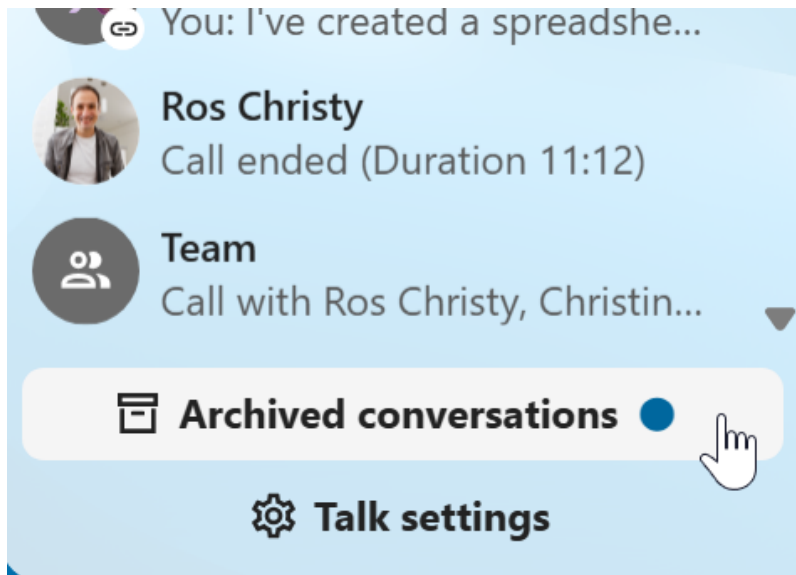 You: I've created a spreadshe...
Ros Christy
Call ended (Duration 11:12)
Team
Call with Ros Christy, Christin...
Archived conversations
Talk settings